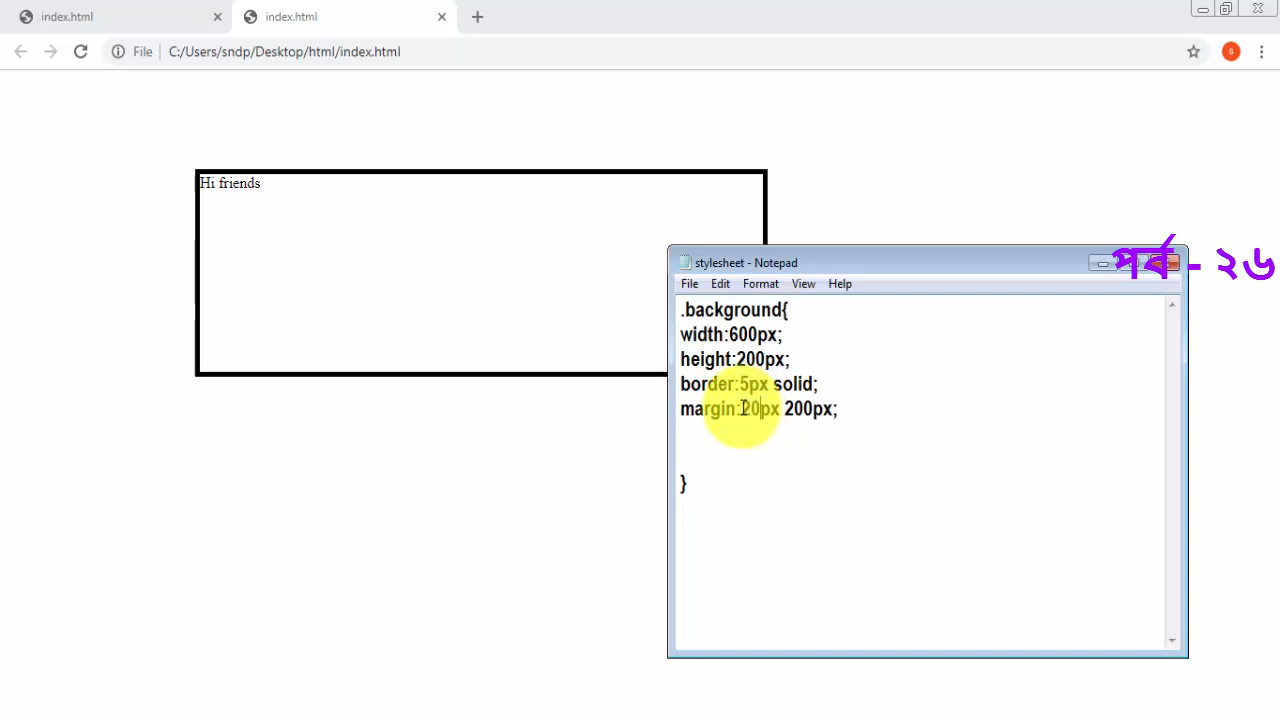 index.html
index.html
File
C:/Users/sndp/Desktop/html/index.html
S
Hi friends
stylesheet - Notepad
পর্ব - ২৬
File Edit Format View Help
.background{
width:600px;
height:200px;
border:5px solid;
margin:20px 200px;
}